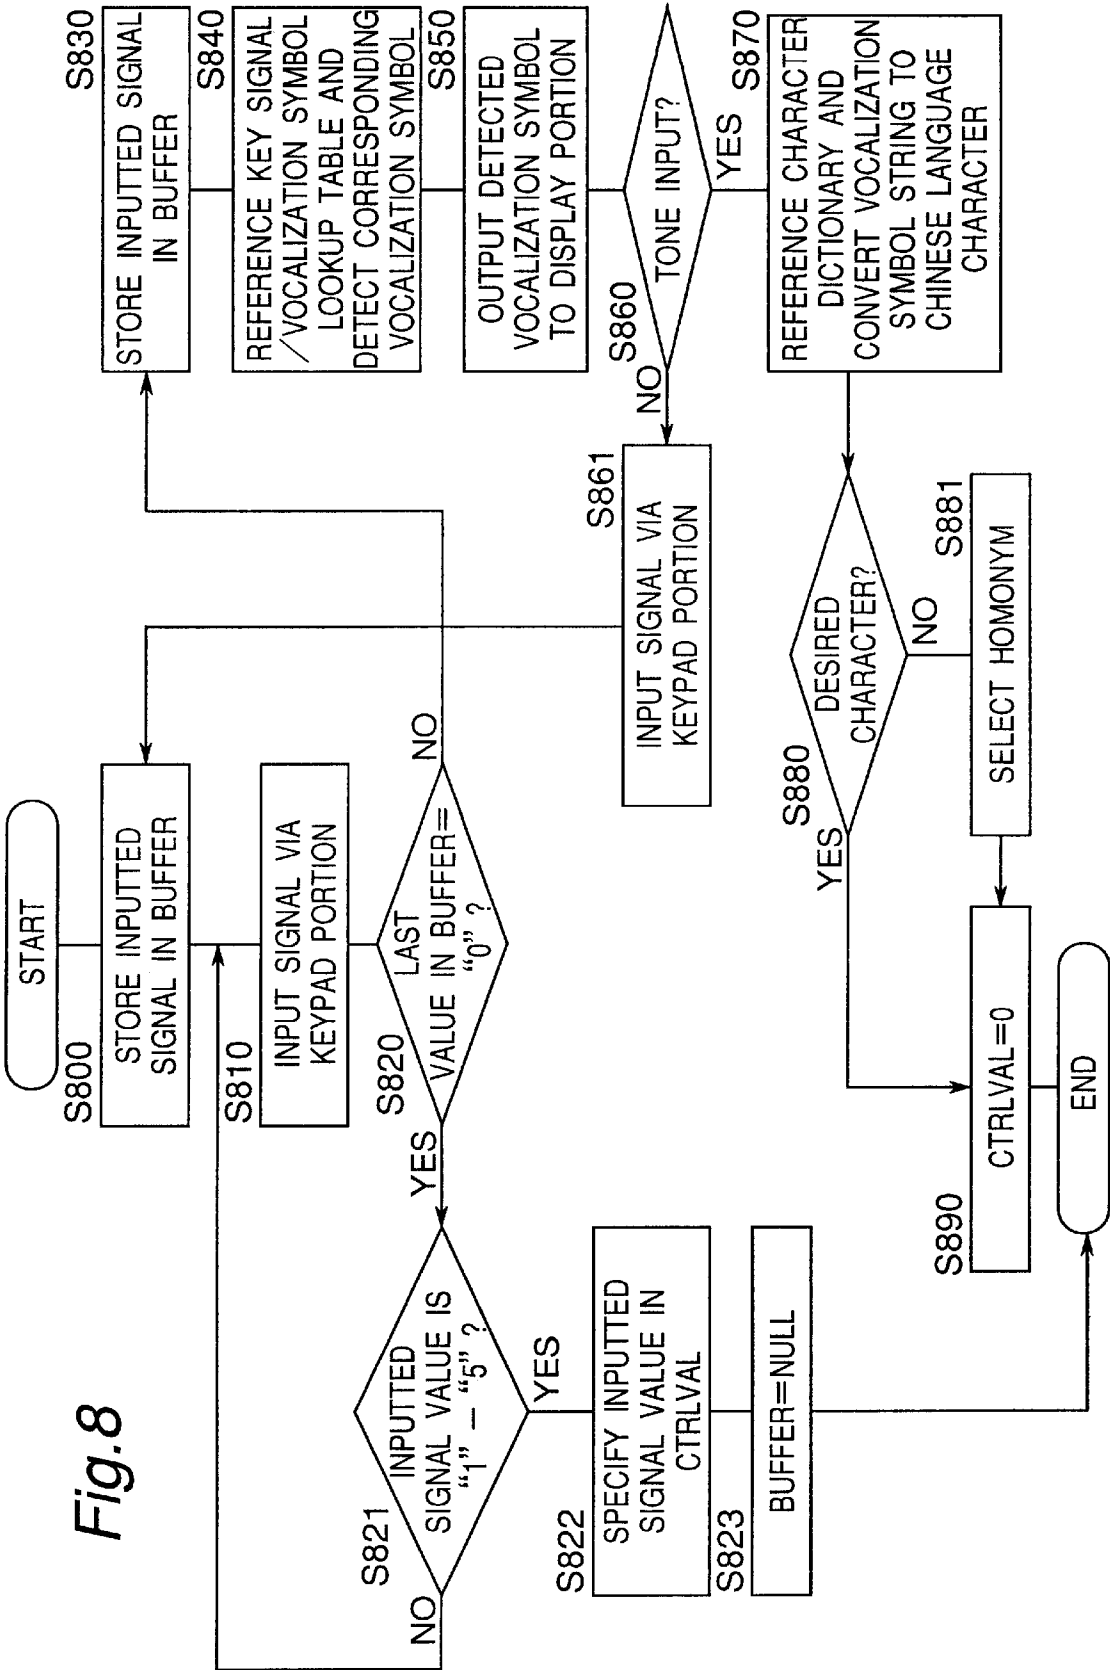 Fig.8
START
S800
STORE INPUTTED
SIGNAL IN BUFFER
S810
INPUT SIGNAL VIA
KEYPAD PORTION
S820
LAST
VALUE IN BUFFER=
“0” ?
YES
NO
S821
INPUTTED
SIGNAL VALUE IS
“1” – “5” ?
NO
YES
S822
SPECIFY INPUTTED
SIGNAL VALUE IN
CTRLVAL
S823
BUFFER=NULL
S830
STORE INPUTTED SIGNAL
IN BUFFER
S840
REFERENCE KEY SIGNAL
/VOCALIZATION SYMBOL
LOOKUP TABLE AND
DETECT CORRESPONDING
VOCALIZATION SYMBOL
S850
OUTPUT DETECTED
VOCALIZATION SYMBOL
TO DISPLAY PORTION
S860
TONE INPUT?
NO
YES
S861
INPUT SIGNAL VIA
KEYPAD PORTION
S870
REFERENCE CHARACTER
DICTIONARY AND
CONVERT VOCALIZATION
SYMBOL STRING TO
CHINESE LANGUAGE
CHARACTER
S880
DESIRED
CHARACTER?
YES
NO
S881
SELECT HOMONYM
S890
CTRLVAL=0
END